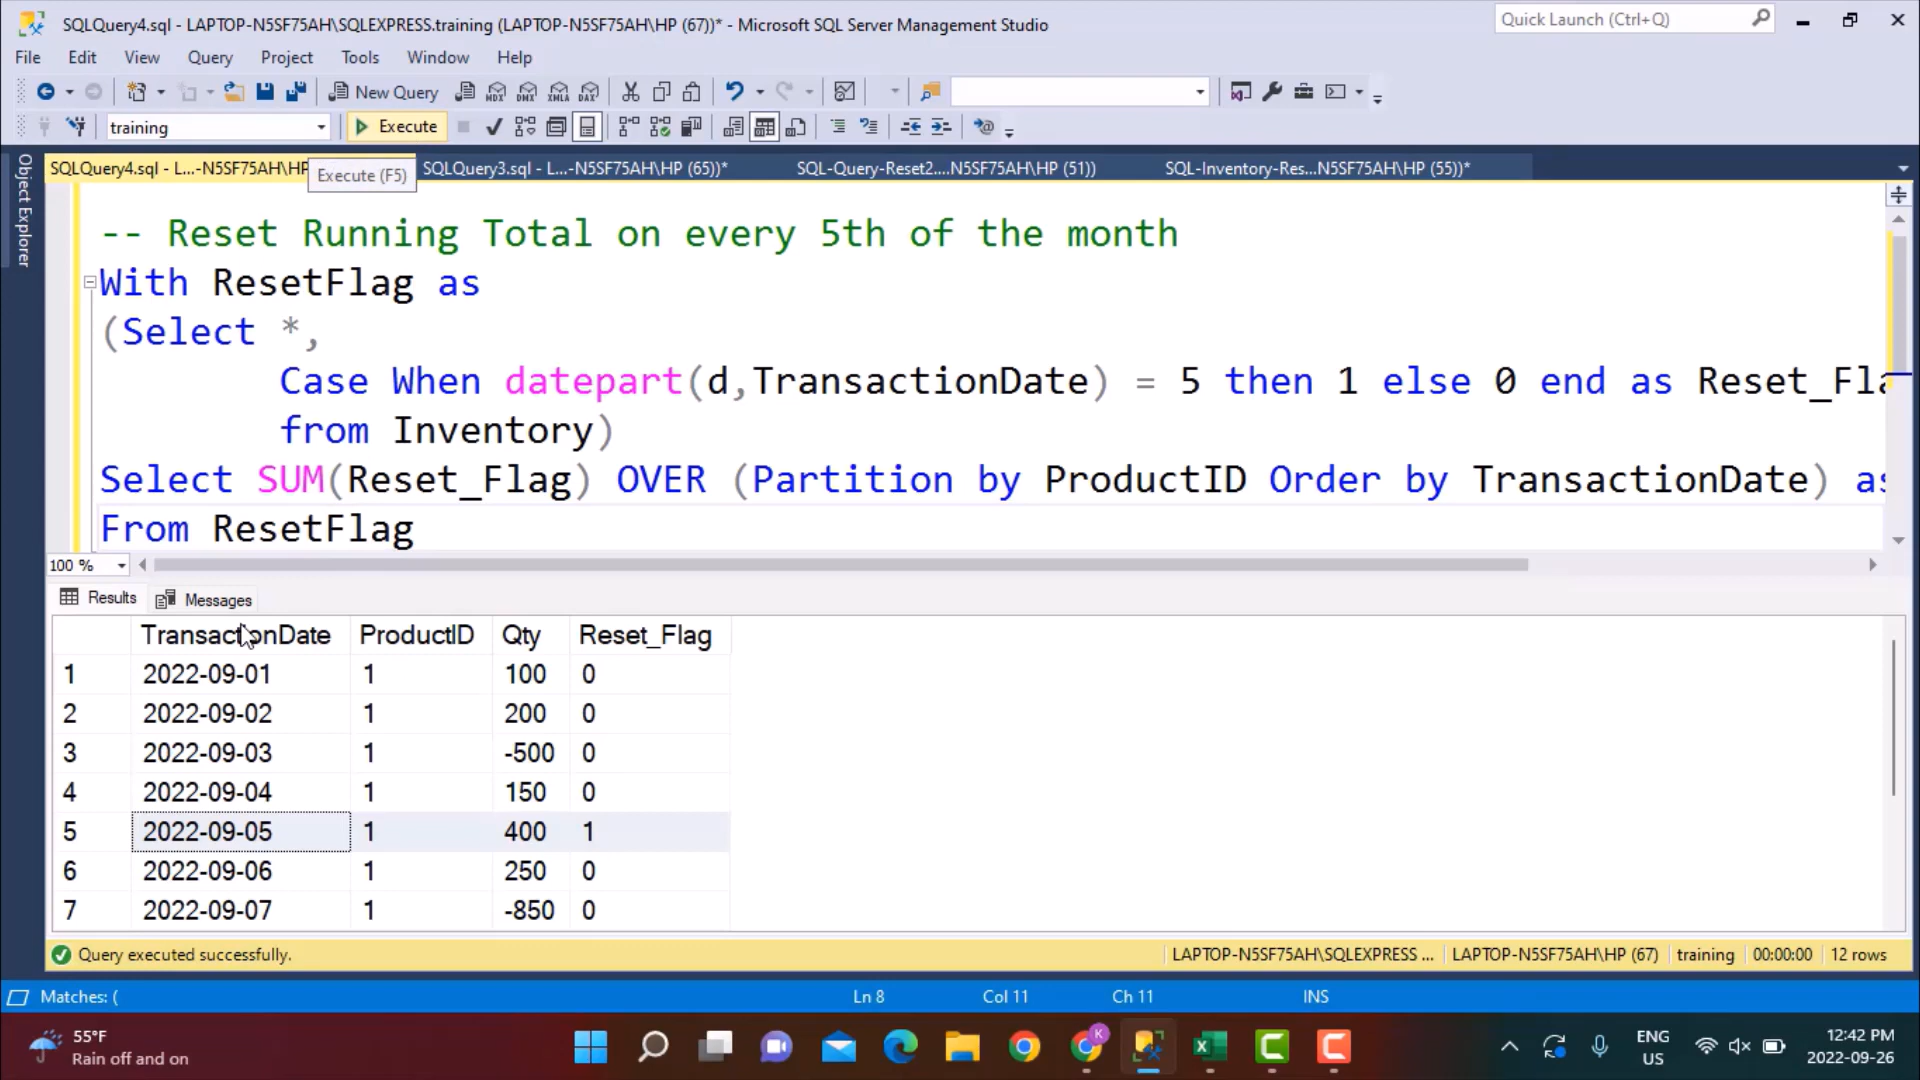 SQLQuery4.sql - LAPTOP-N5SF75AH\SQLEXPRESS.training (LAPTOP-N5SF75AH\HP (67))* - Microsoft SQL Server Management Studio
Quick Launch (Ctrl+Q)
File Edit View Query Project Tools Window Help
New Query
MDX DMX XMLA DAX
training
Execute
SQLQuery4.sql - L...-N5SF75AH\HP
SQLQuery3.sql - L...-N5SF75AH\HP (65))*
SQL-Query-Reset2....N5SF75AH\HP (51))
SQL-Inventory-Res...N5SF75AH\HP (55))*
Execute (F5)
Object Explorer
-- Reset Running Total on every 5th of the month
With ResetFlag as
(Select *,
Case When datepart(d,TransactionDate) = 5 then 1 else 0 end as Reset_Fla
from Inventory)
Select SUM(Reset_Flag) OVER (Partition by ProductID Order by TransactionDate) as
From ResetFlag
100 %
Results Messages
TransactionDate ProductID Qty Reset_Flag
1 2022-09-01 1 100 0
2 2022-09-02 1 200 0
3 2022-09-03 1 -500 0
4 2022-09-04 1 150 0
5 2022-09-05 1 400 1
6 2022-09-06 1 250 0
7 2022-09-07 1 -850 0
Query executed successfully.
LAPTOP-N5SF75AH\SQLEXPRESS ... LAPTOP-N5SF75AH\HP (67) training 00:00:00 12 rows
Matches: (
Ln 8 Col 11 Ch 11 INS
55°F
Rain off and on
K
ENG
US
12:42 PM
2022-09-26